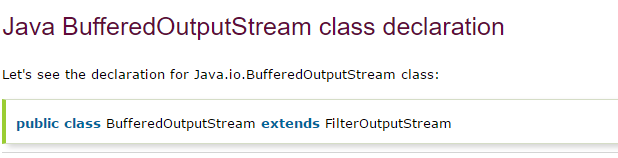 Java BufferedOutputStream class declaration
Let's see the declaration for Java.io.BufferedOutputStream class:
public class BufferedOutputStream extends FilterOutputStream